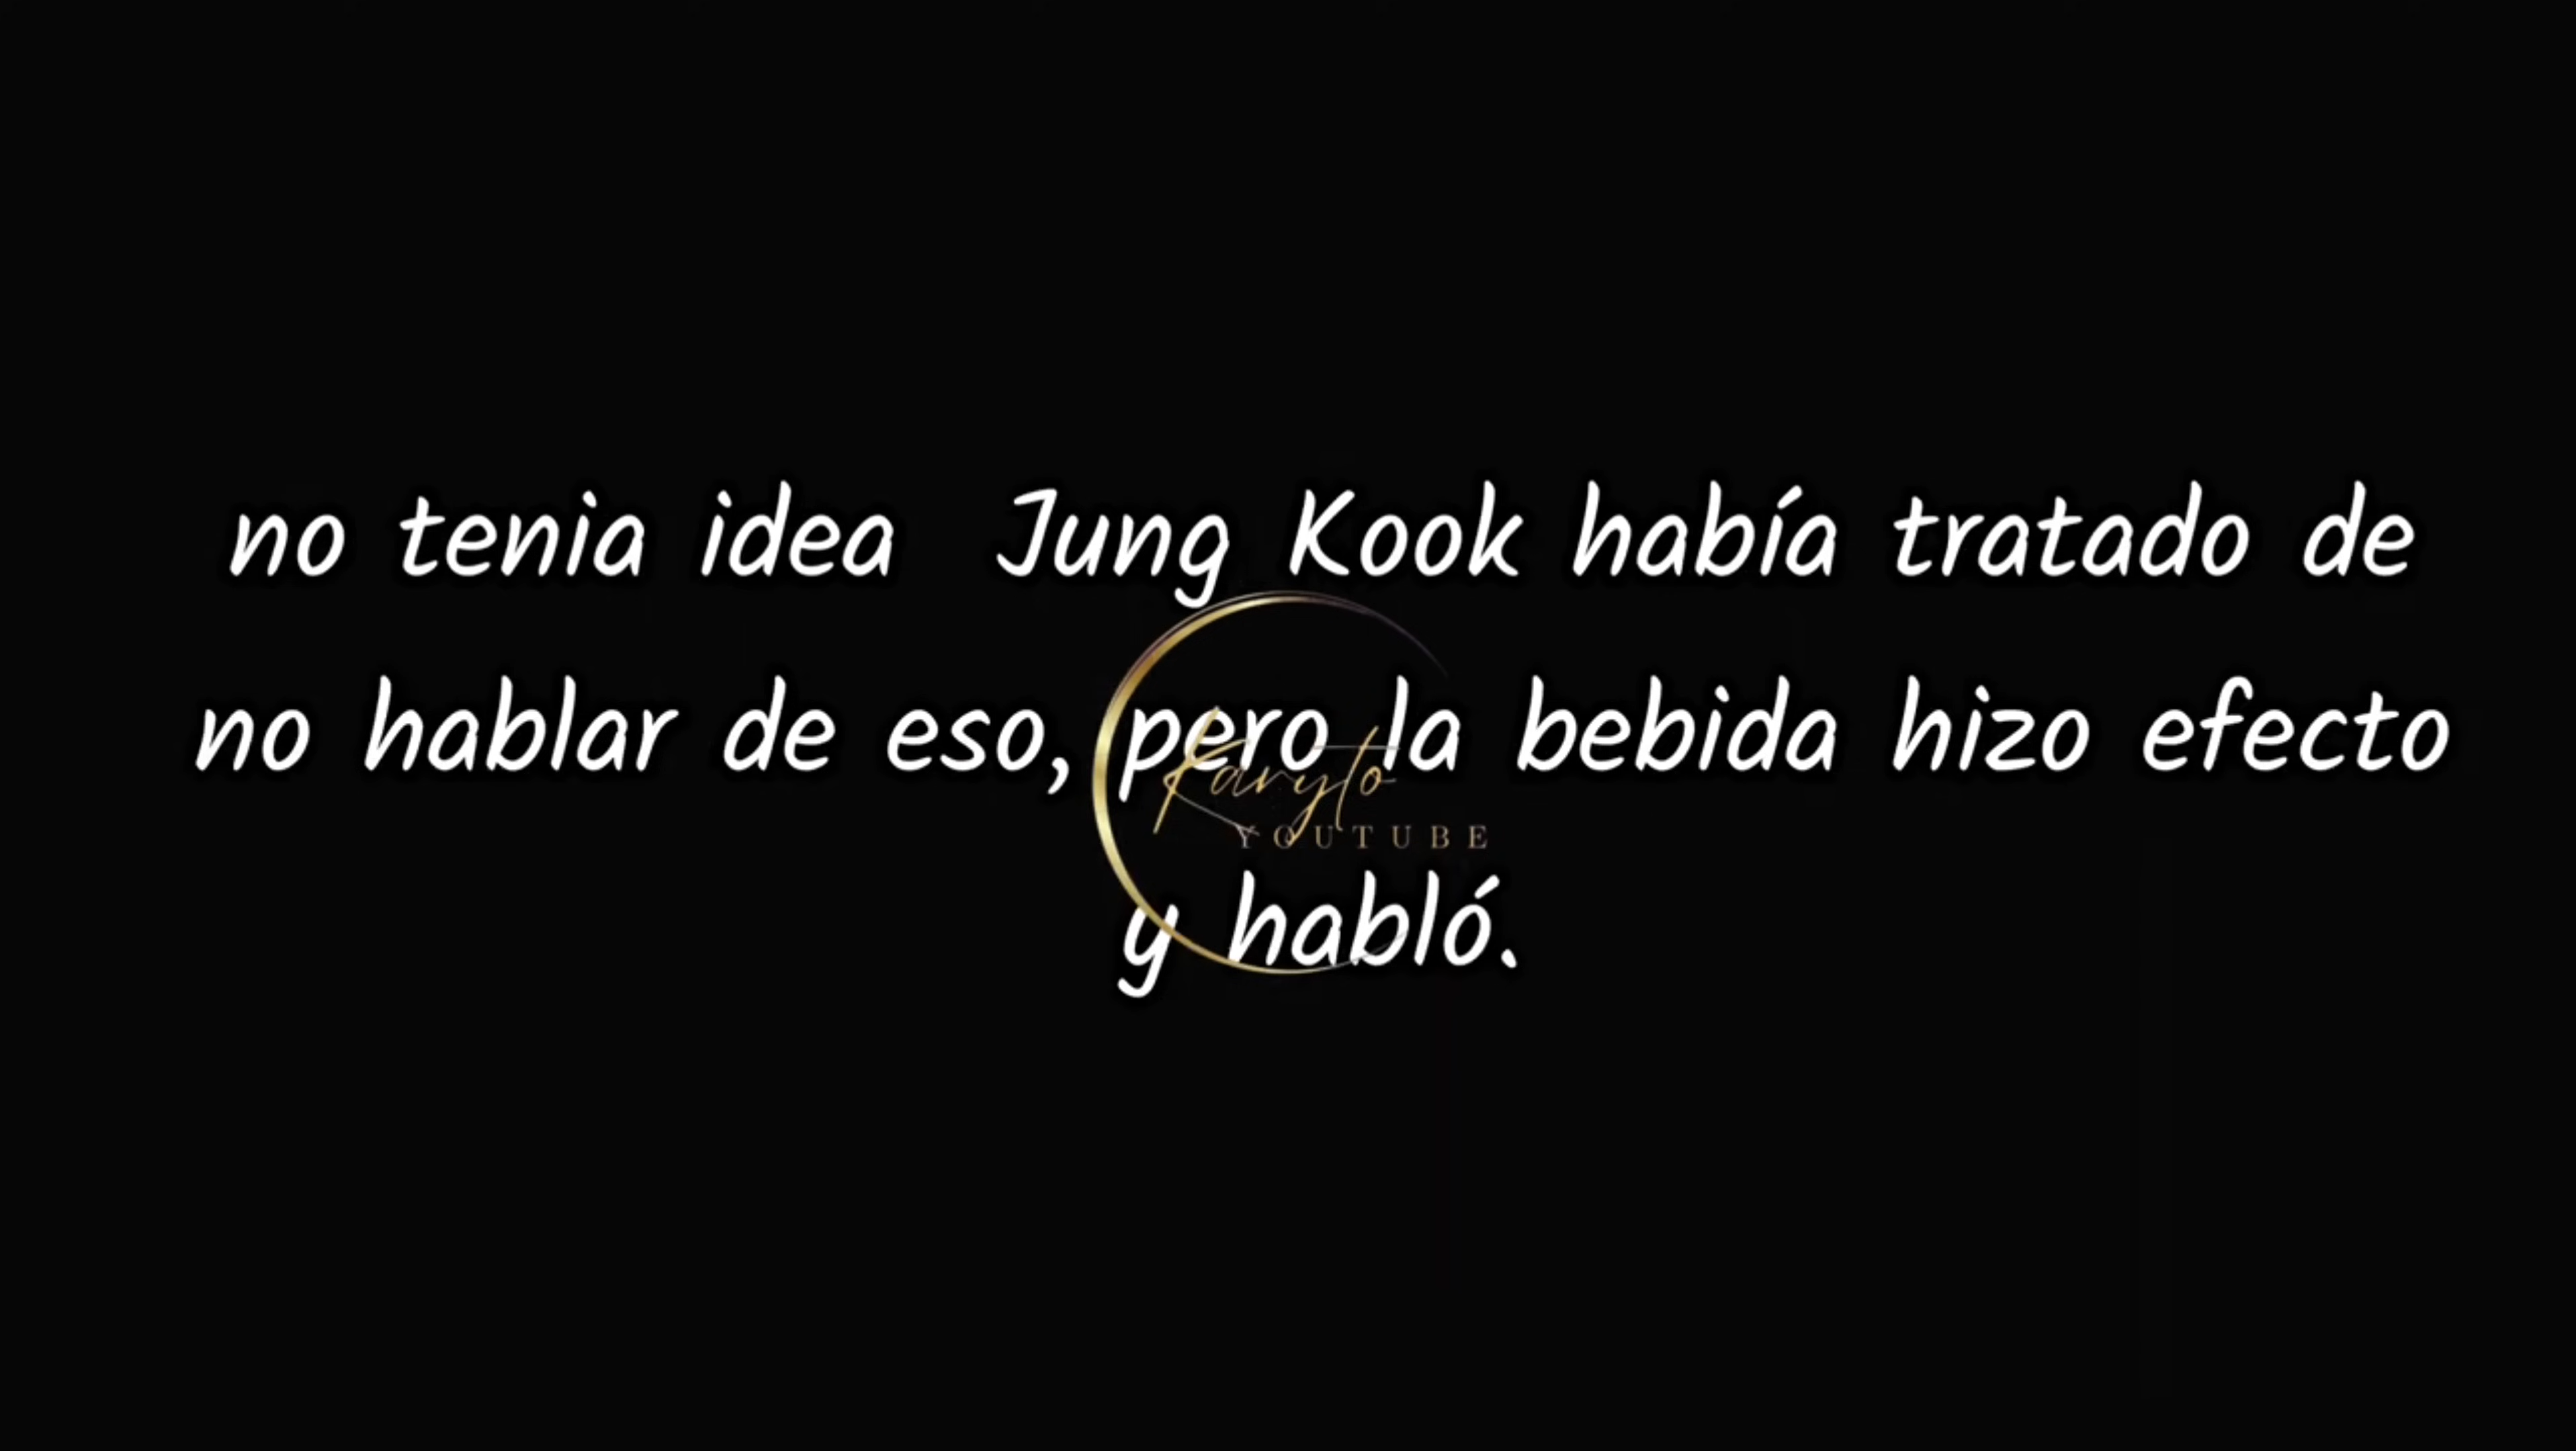 no tenia idea  Jung Kook había tratado de
no hablar de eso, pero la bebida hizo efecto
Karyto
YOUTUBE
y habló.